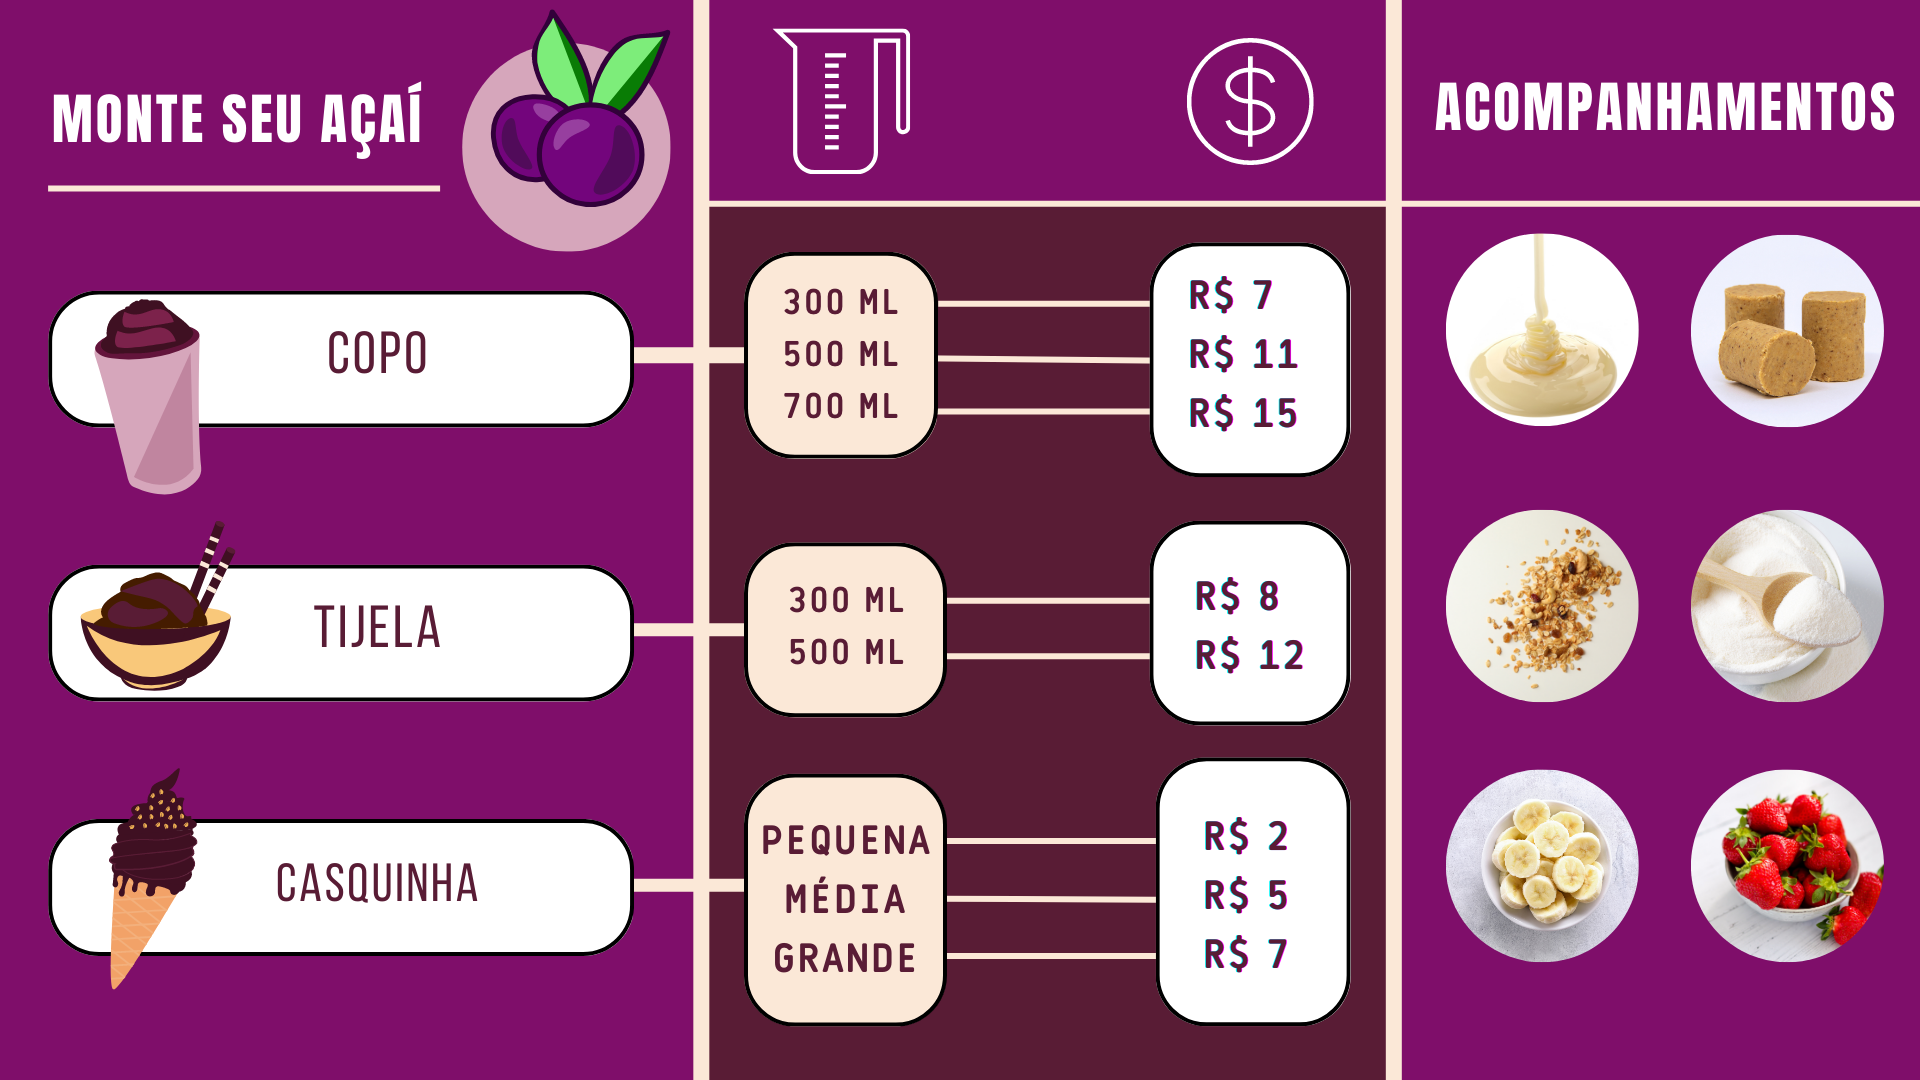 MONTE SEU AÇAÍ
ACOMPANHAMENTOS
COPO
300 ML
500 ML
700 ML
R$ 7
R$ 11
R$ 15
TIJELA
300 ML
500 ML
R$ 8
R$ 12
CASQUINHA
PEQUENA
MÉDIA
GRANDE
R$ 2
R$ 5
R$ 7